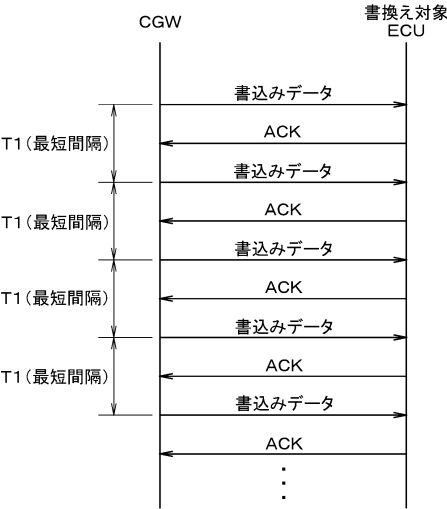 CGW
書換え対象
ECU
書込みデータ
T1(最短間隔)
ACK
書込みデータ
T1(最短間隔)
ACK
書込みデータ
T1(最短間隔)
ACK
書込みデータ
T1(最短間隔)
ACK
書込みデータ
ACK